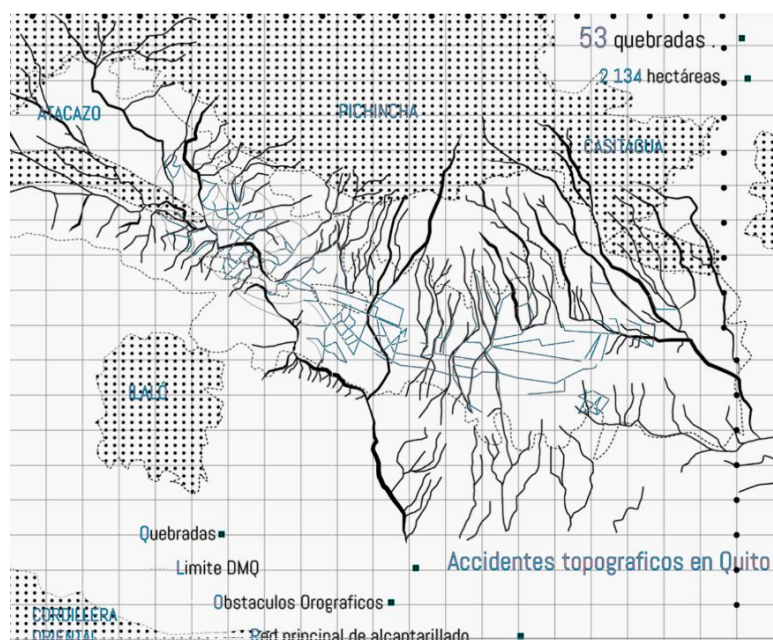 53 quebradas .
2 134 hectáreas
ATACAZO
PICHINCHA
CASITAGUA
ILALÓ
Quebradas
Limite DMQ
Accidentes topograficos en Quito
Obstaculos Orograficos
CORDILLERA
ORIENTAL
Red principal de alcantarillado